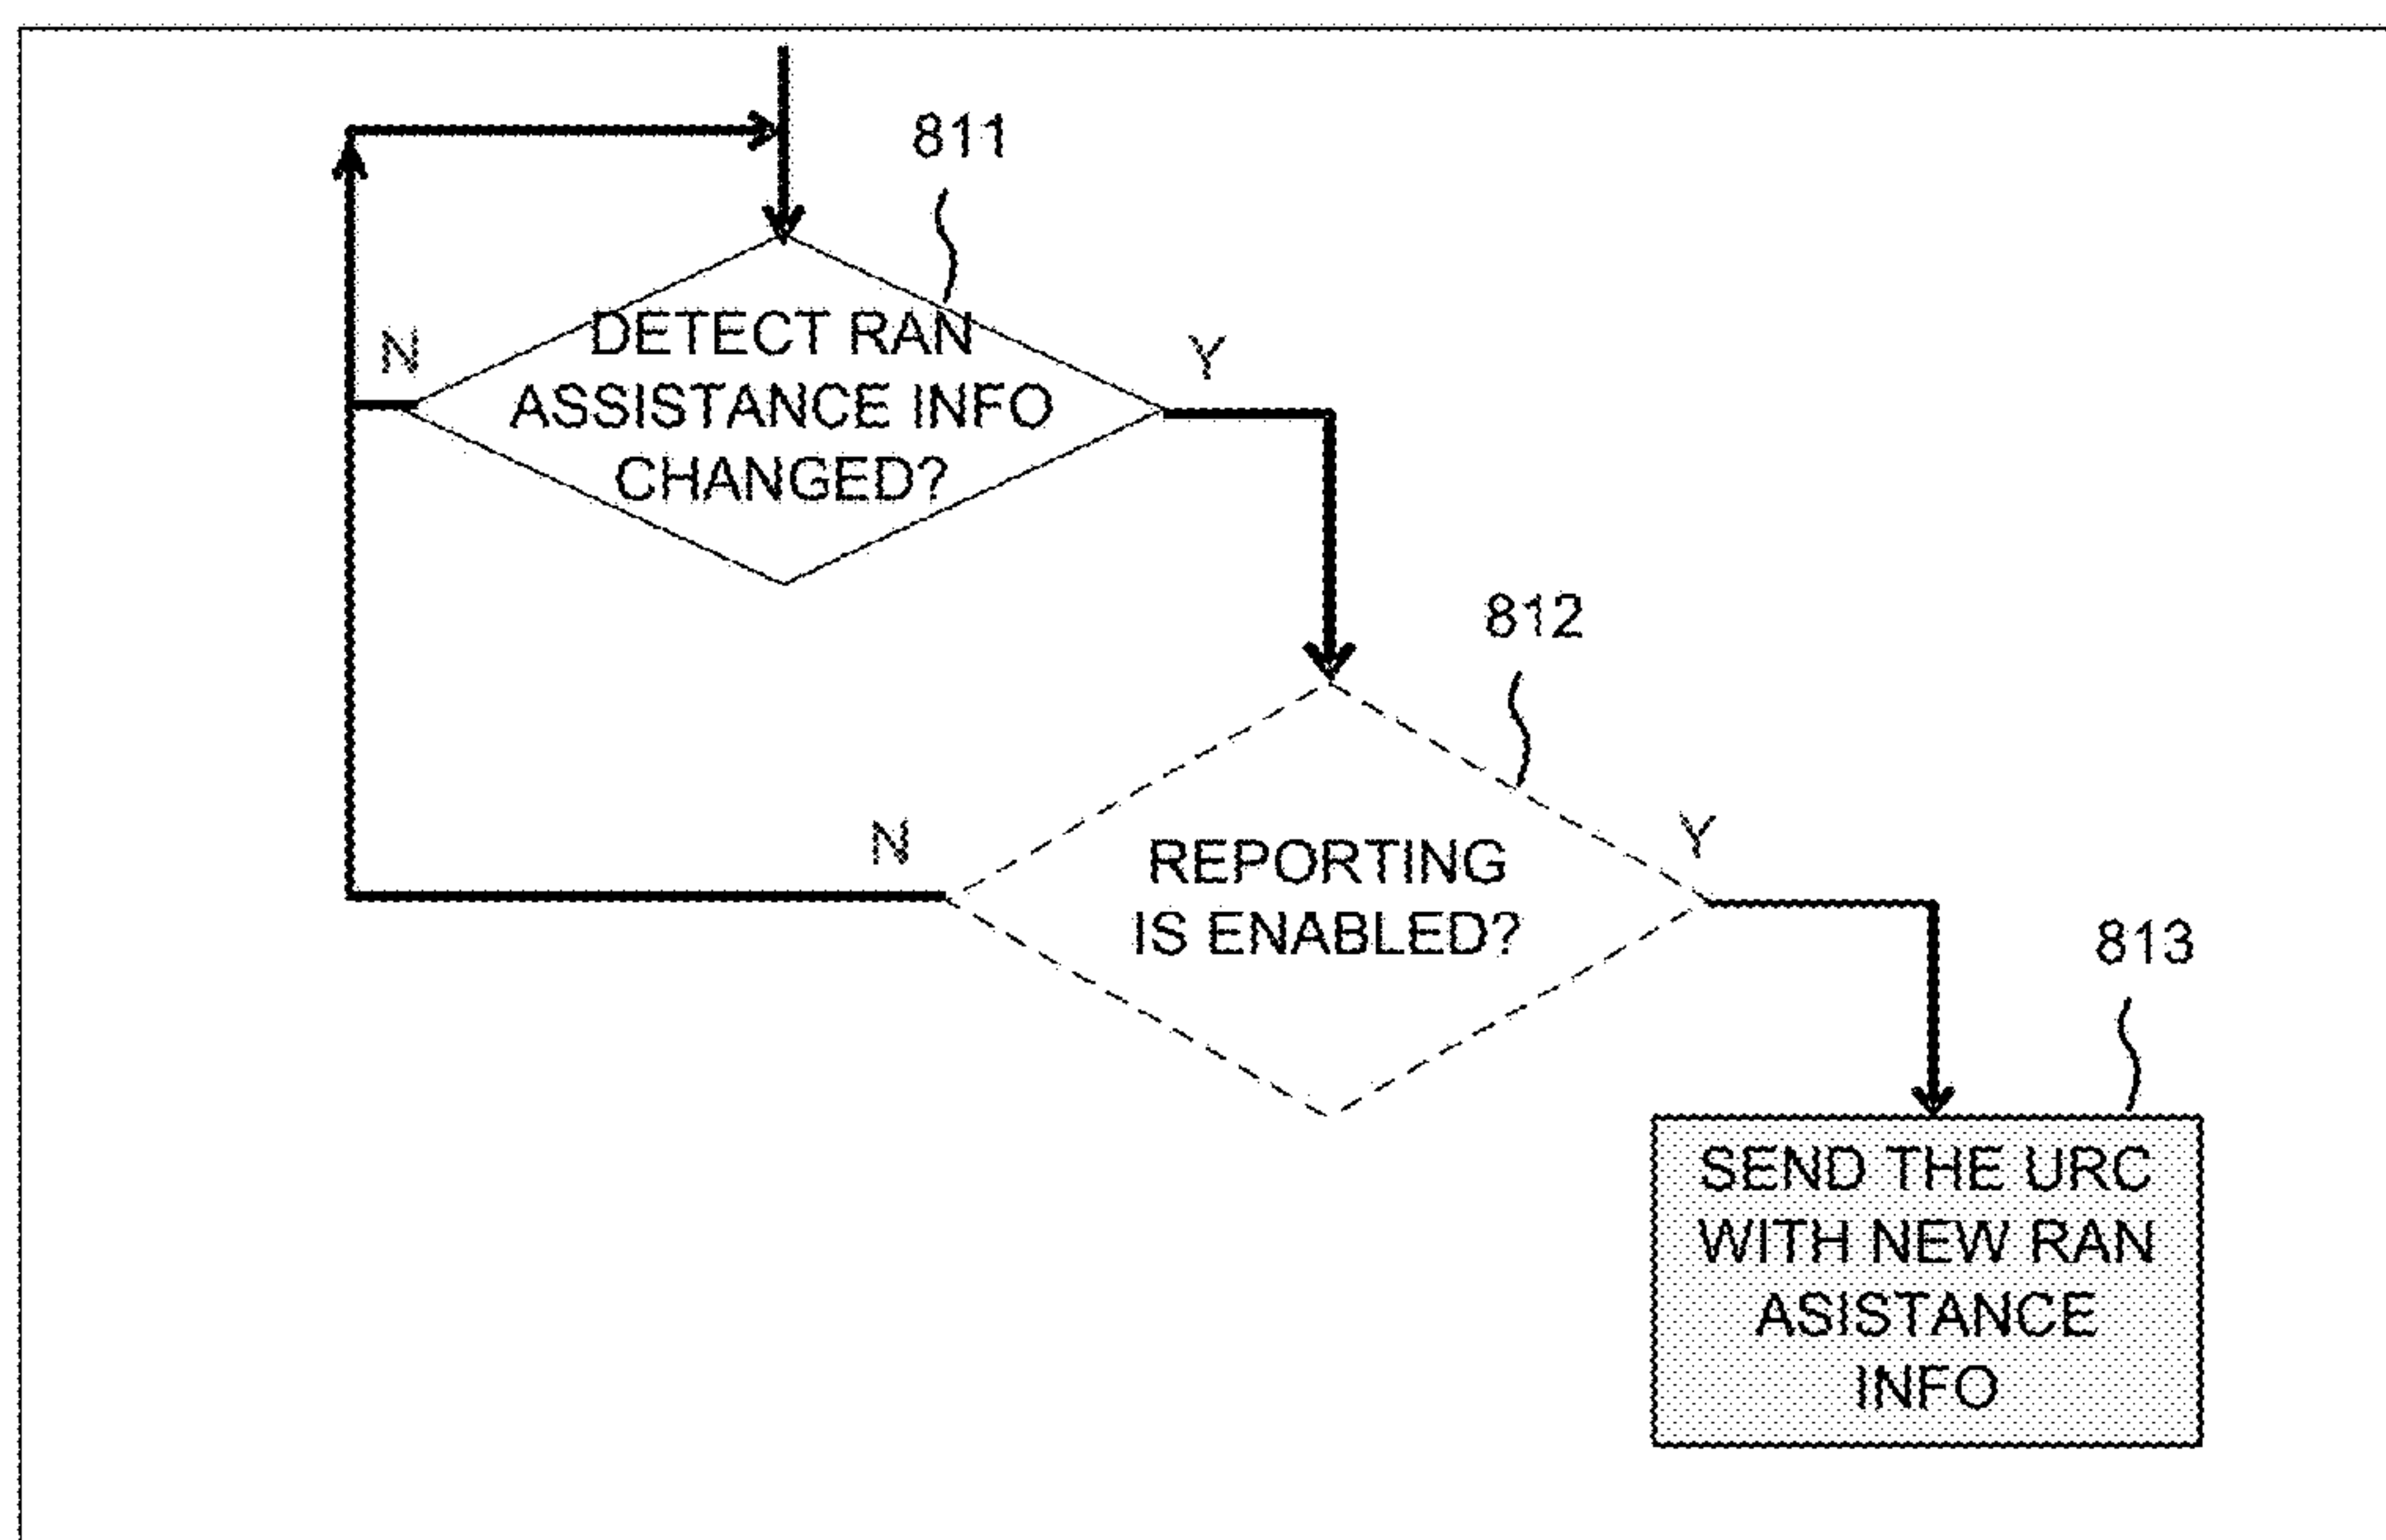 811
DETECT RAN
N
Y
ASSISTANCE INFO
CHANGED?
812
N
Y
REPORTING
IS ENABLED?
813
SEND THE URC
WITH NEW RAN
ASISTANCE
INFO